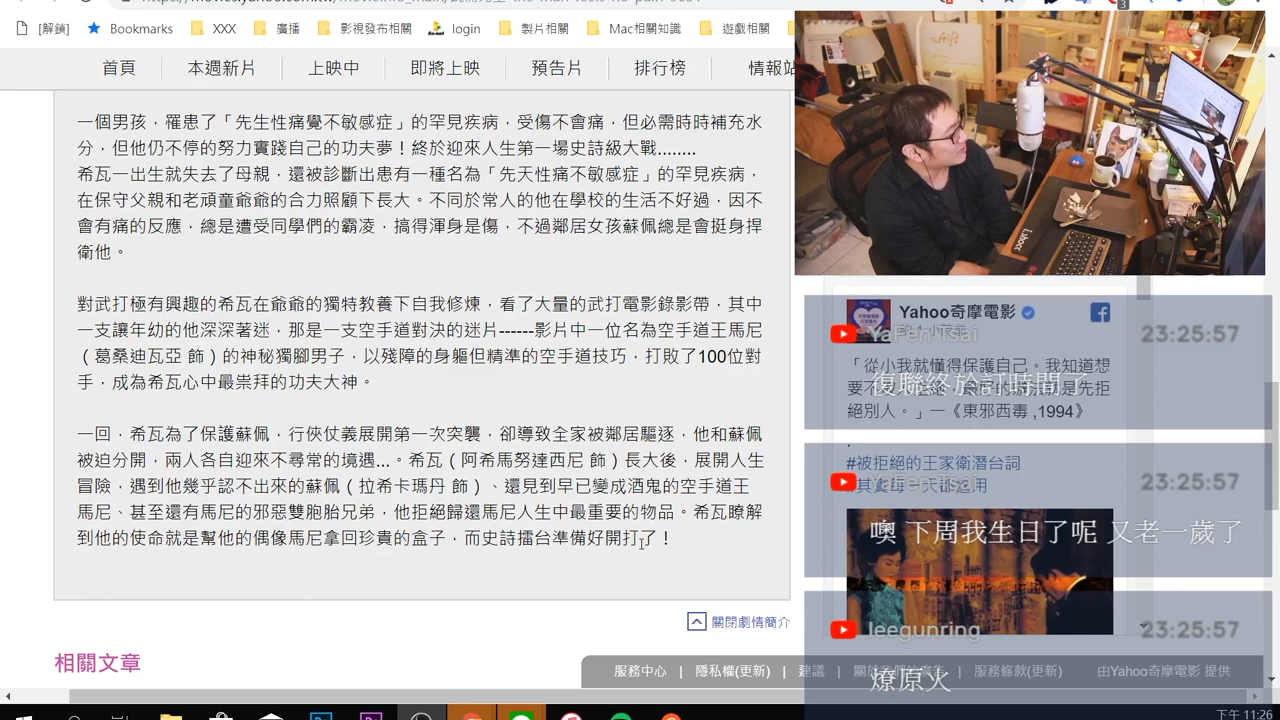 [解鎖]
Bookmarks
XXX
廣播
影視發布相關
login
製片相關
Mac相關知識
遊戲相關
首頁
本週新片
上映中
即將上映
預告片
排行榜
情報站
一個男孩，罹患了「先生性痛覺不敏感症」的罕見疾病，受傷不會痛，但必需時時補充水
分，但他仍不停的努力實踐自己的功夫夢！終於迎來人生第一場史詩級大戰........
希瓦一出生就失去了母親，還被診斷出患有一種名為「先天性痛不敏感症」的罕見疾病，
在保守父親和老頑童爺爺的合力照顧下長大。不同於常人的他在學校的生活不好過，因不
會有痛的反應，總是遭受同學們的霸凌，搞得渾身是傷，不過鄰居女孩蘇佩總是會挺身捍
衛他。
對武打極有興趣的希瓦在爺爺的獨特教養下自我修煉，看了大量的武打電影錄影帶，其中
一支讓年紗的他深深著迷，那是一支空手道對決的迷片------影片中一位名為空手道王馬尼
（葛桑迪瓦亞 飾）的神秘獨腳男子，以殘障的身軀但精準的空手道技巧，打敗了100位對
手，成為希瓦心中最崇拜的功夫大神。
一回，希瓦為了保護蘇佩，行俠仗義展開第一次突襲，卻導致全家被鄰居驅逐，他和蘇佩
被迫分開，兩人各自迎來不尋常的境遇...。希瓦（阿希馬努達西尼 飾）長大後，展開人生
冒險，遇到他幾乎認不出來的蘇佩（拉希卡瑪丹 飾）、還見到早已變成酒鬼的空手道王
馬尼、甚至還有馬尼的邪惡雙胞胎兄弟，他拒絕歸還馬尼人生中最重要的物品。希瓦瞭解
到他的使命就是幫他的偶像馬尼拿回珍貴的盒子，而史詩擂台準備好開打了！
關閉劇情簡介
相關文章
Yahoo奇摩電影
YaFen Tsai
23:25:57
「從小我就懂得保護自己。我知道想
復聯終於訂時間了
絕別人。」—《東邪西毒 ,1994》
#被拒絕的王家衛潛台詞
YaFen Tsai
23:25:57
噢 下周我生日了呢 又老一歲了
leegunring
23:25:57
燎原火
服務中心 | 隱私權(更新) | 建議 | 關於我們的廣告 | 服務條款(更新)
由Yahoo奇摩電影 提供
下午 11:26